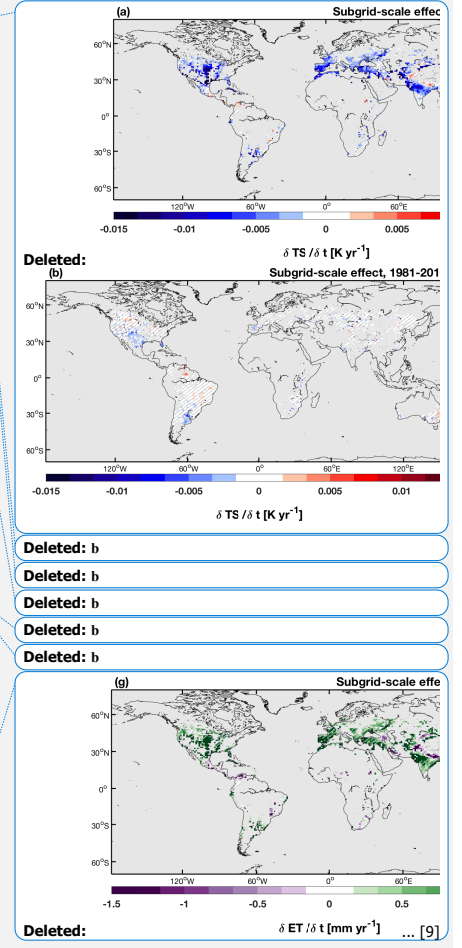 (a) Subgrid-scale effec
60°N
30°N
0°
30°S
60°S
120°W 60°W 0° 60°E
-0.015 -0.01 -0.005 0 0.005
δ TS / δ t [K yr⁻¹]
Deleted:
(b) Subgrid-scale effect, 1981-201
60°N
30°N
0°
30°S
60°S
120°W 60°W 0° 60°E 120°E
-0.015 -0.01 -0.005 0 0.005 0.01
δ TS / δ t [K yr⁻¹]
Deleted: b
Deleted: b
Deleted: b
Deleted: b
Deleted: b
(g) Subgrid-scale effe
60°N
30°N
0°
30°S
60°S
120°W 60°W 0° 60°E
-1.5 -1 -0.5 0 0.5
δ ET / δ t [mm yr⁻¹]
Deleted: ... [9]